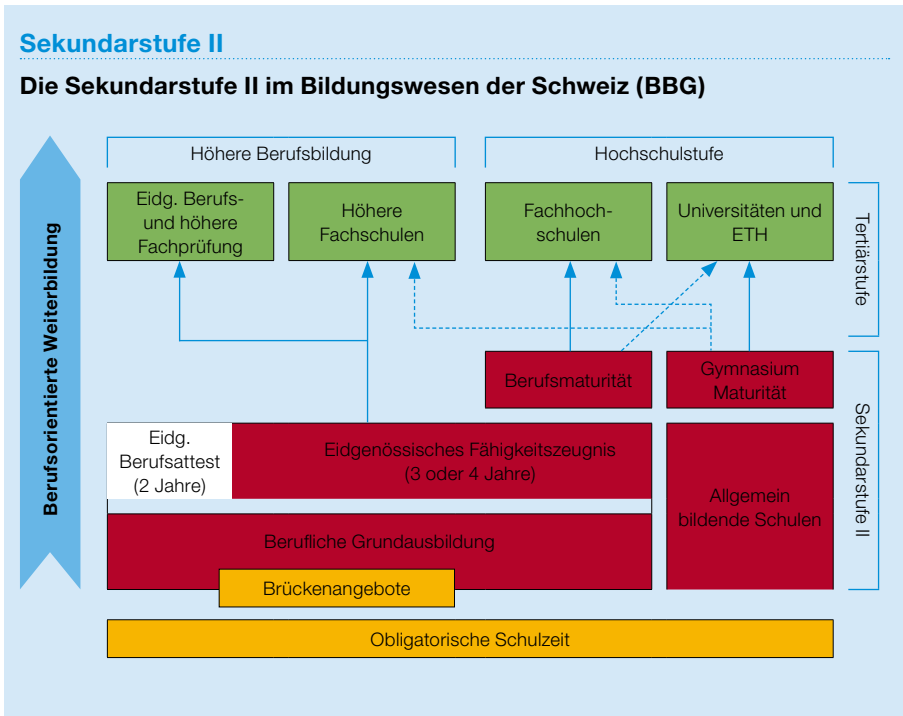 Sekundarstufe II
Die Sekundarstufe II im Bildungswesen der Schweiz (BBG)
Höhere Berufsbildung
Hochschulstufe
Eidg. Berufs-
und höhere
Fachprüfung
Höhere
Fachschulen
Fachhoch-
schulen
Universitäten und
ETH
Tertiärstufe
Berufsorientierte Weiterbildung
Berufsmaturität
Gymnasium
Maturität
Eidg.
Berufsattest
(2 Jahre)
Eidgenössisches Fähigkeitszeugnis
(3 oder 4 Jahre)
Allgemein
bildende Schulen
Sekundarstufe II
Berufliche Grundausbildung
Brückenangebote
Obligatorische Schulzeit